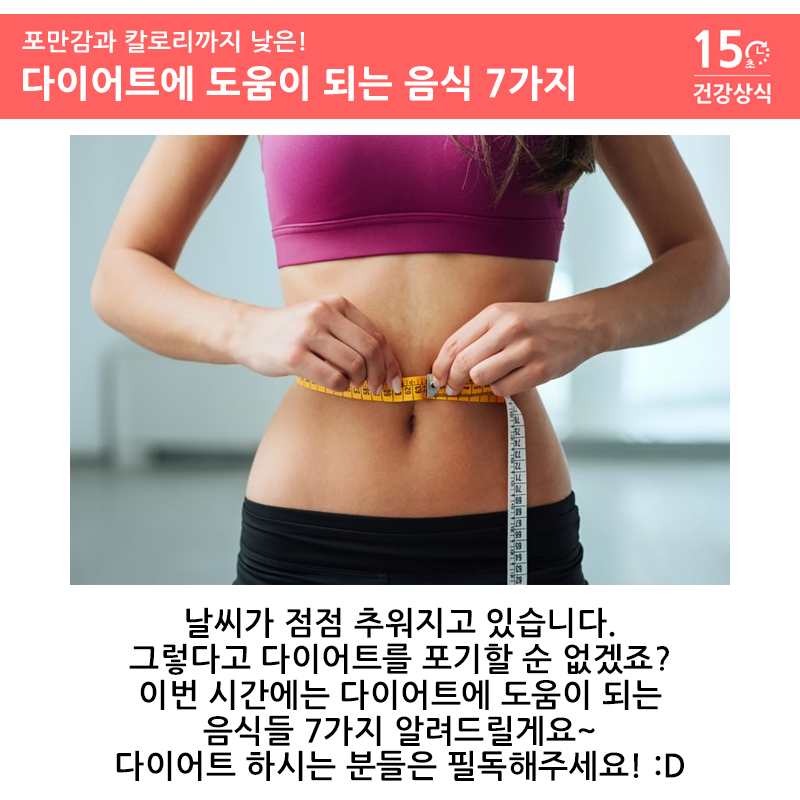 포만감과 칼로리까지 낮은!
다이어트에 도움이 되는 음식 7가지
15초
건강상식
날씨가 점점 추워지고 있습니다.
그렇다고 다이어트를 포기할 순 없겠죠?
이번 시간에는 다이어트에 도움이 되는
음식들 7가지 알려드릴게요~
다이어트 하시는 분들은 필독해주세요! :D